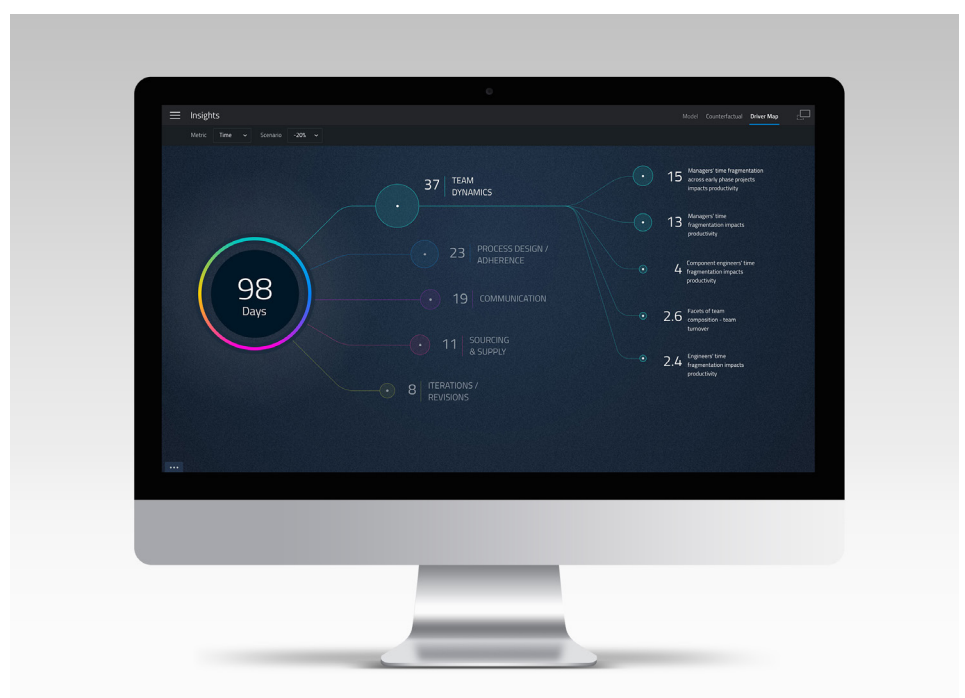 Insights
Model Counterfactual Driver Map
Metric Time Scenario -20%
98
Days
37
TEAM
DYNAMICS
23
PROCESS DESIGN /
ADHERENCE
19
COMMUNICATION
11
SOURCING
& SUPPLY
8
ITERATIONS /
REVISIONS
15
Managers' time fragmentation
across early phase projects
impacts productivity
13
Managers' time
fragmentation impacts
productivity
4
Component engineers' time
fragmentation impacts
productivity
2.6
Facets of team
composition - team
turnover
2.4
Engineers' time
fragmentation impacts
productivity